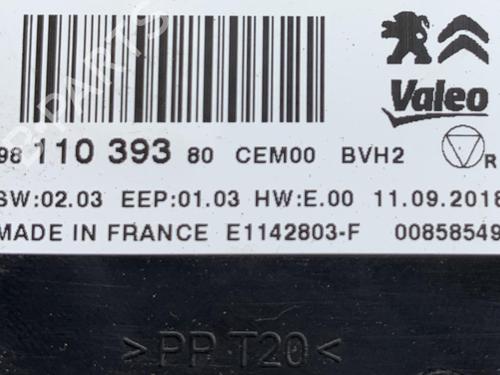 Valeo
98 110 393 80 CEM00 BVH2
R
SW:02.03 EEP:01.03 HW:E.00 11.09.2018
MADE IN FRANCE E1142803-F 00858549
>PP T20<